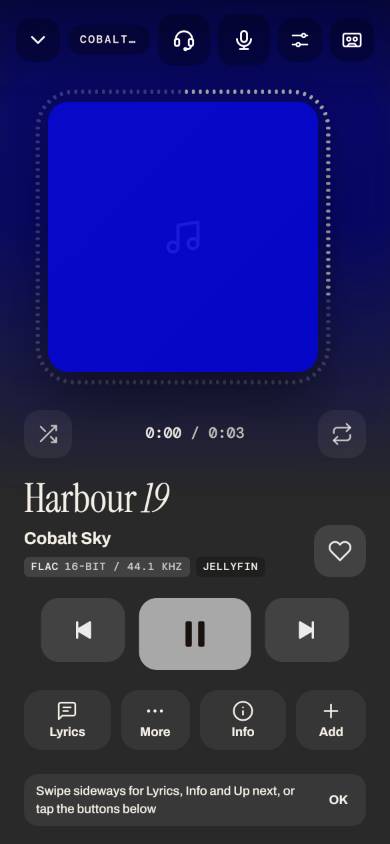 COBALT…
0:00 / 0:03
Harbour 19
Cobalt Sky
FLAC 16-BIT / 44.1 KHZ JELLYFIN
Lyrics More Info Add
Swipe sideways for Lyrics, Info and Up next, or
tap the buttons below
OK